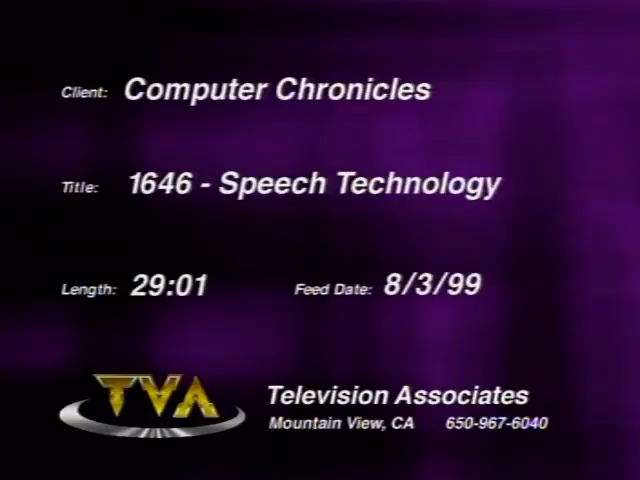 Client: Computer Chronicles
Title: 1646 - Speech Technology
Length: 29:01 Feed Date: 8/3/99
TVA
Television Associates
Mountain View, CA 650-967-6040